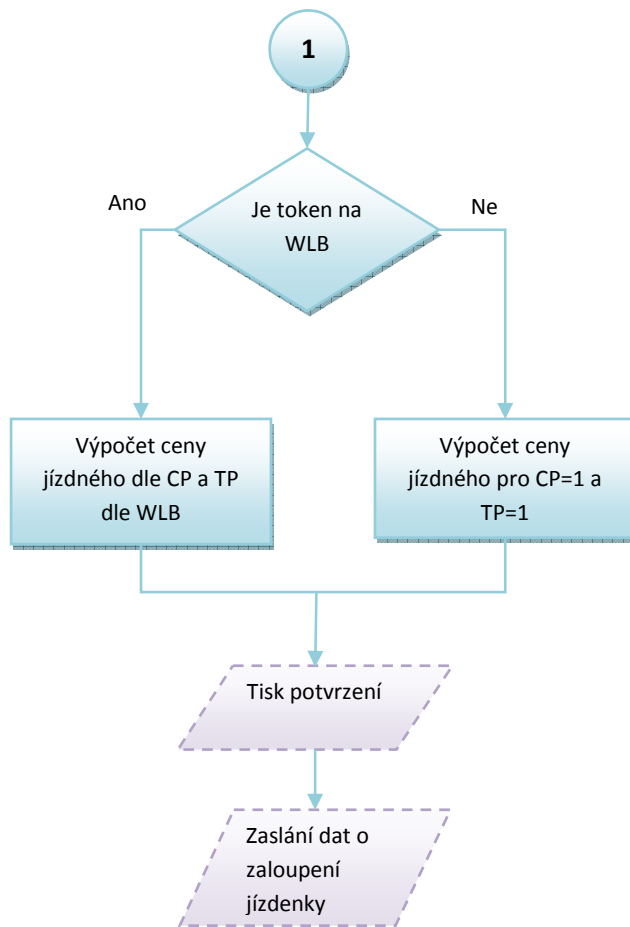 1
Je token na
WLB
Ano
Ne
Výpočet ceny
jízdného dle CP a TP
dle WLB
Výpočet ceny
jízdného pro CP=1 a
TP=1
Tisk potvrzení
Zaslání dat o
zaloupení
jízdenky